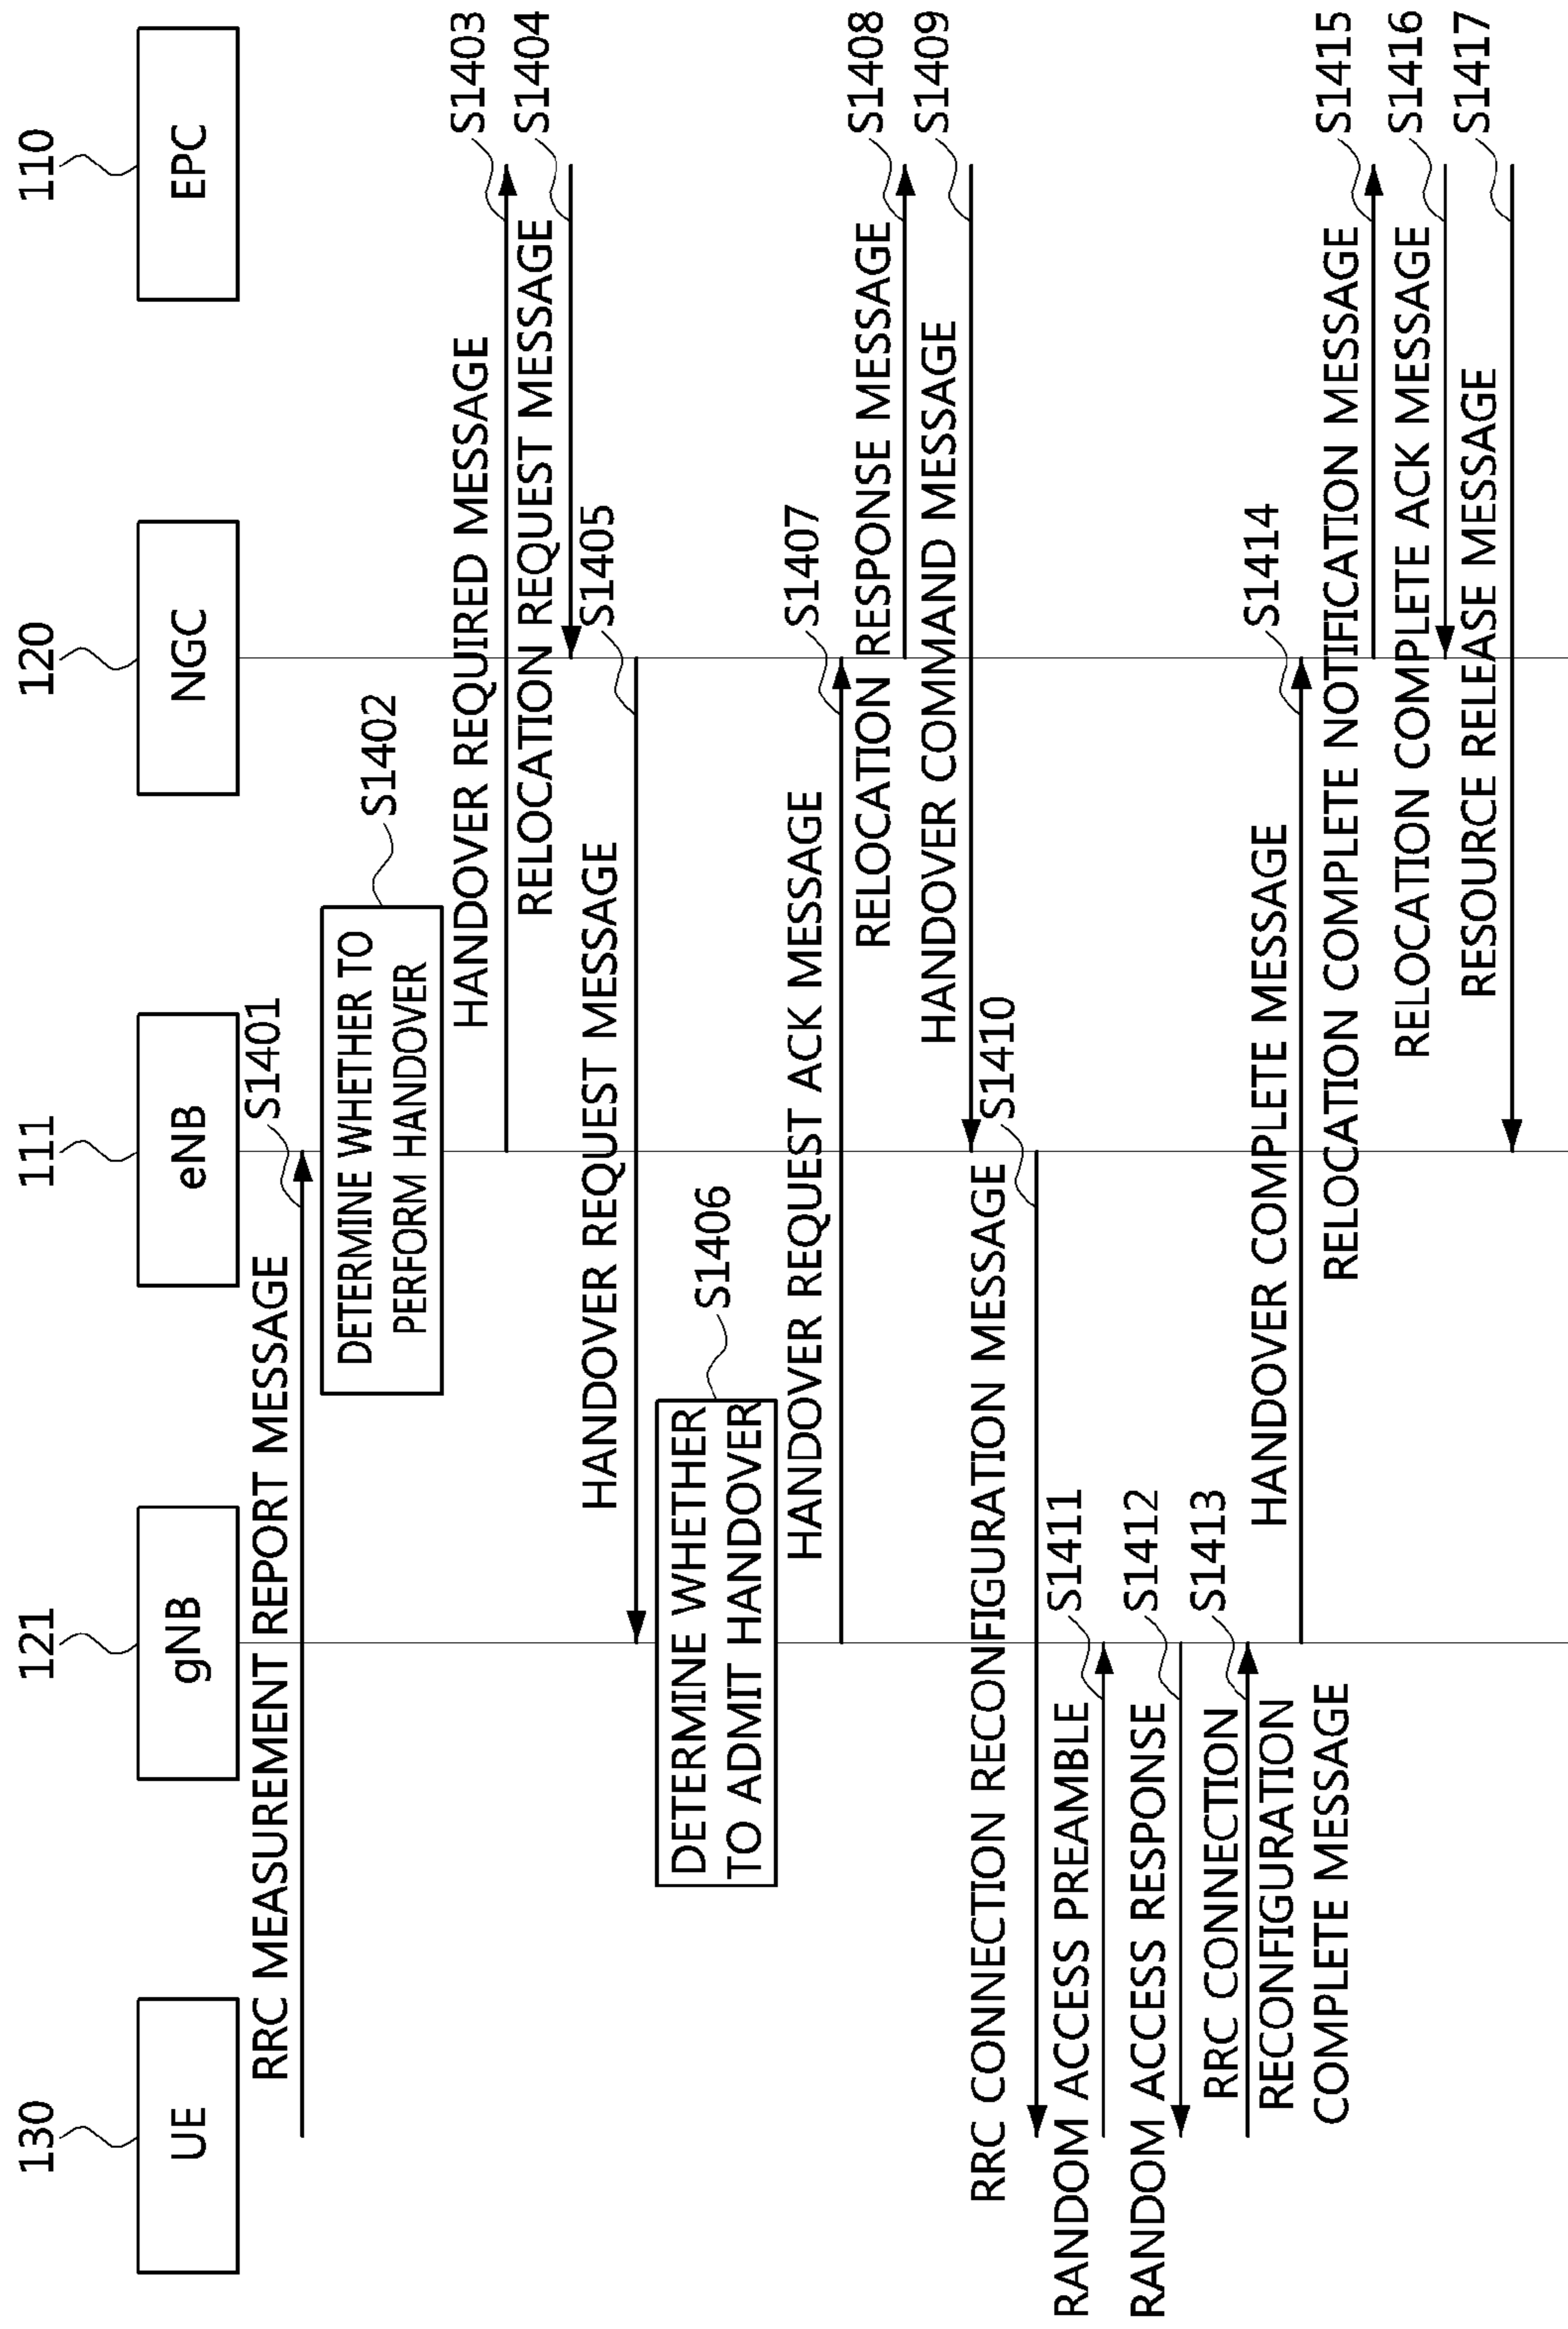 130
121
111
120
110
UE
gNB
eNB
NGC
EPC
RRC MEASUREMENT REPORT MESSAGE
S1401
DETERMINE WHETHER TO
PERFORM HANDOVER
S1402
HANDOVER REQUIRED MESSAGE
S1403
RELOCATION REQUEST MESSAGE
S1404
HANDOVER REQUEST MESSAGE
S1405
DETERMINE WHETHER
TO ADMIT HANDOVER
S1406
HANDOVER REQUEST ACK MESSAGE
S1407
RELOCATION RESPONSE MESSAGE
S1408
HANDOVER COMMAND MESSAGE
S1409
RRC CONNECTION RECONFIGURATION MESSAGE
S1410
RANDOM ACCESS PREAMBLE
S1411
RANDOM ACCESS RESPONSE
S1412
RRC CONNECTION
RECONFIGURATION
COMPLETE MESSAGE
S1413
HANDOVER COMPLETE MESSAGE
S1414
RELOCATION COMPLETE NOTIFICATION MESSAGE
S1415
RELOCATION COMPLETE ACK MESSAGE
S1416
RESOURCE RELEASE MESSAGE
S1417